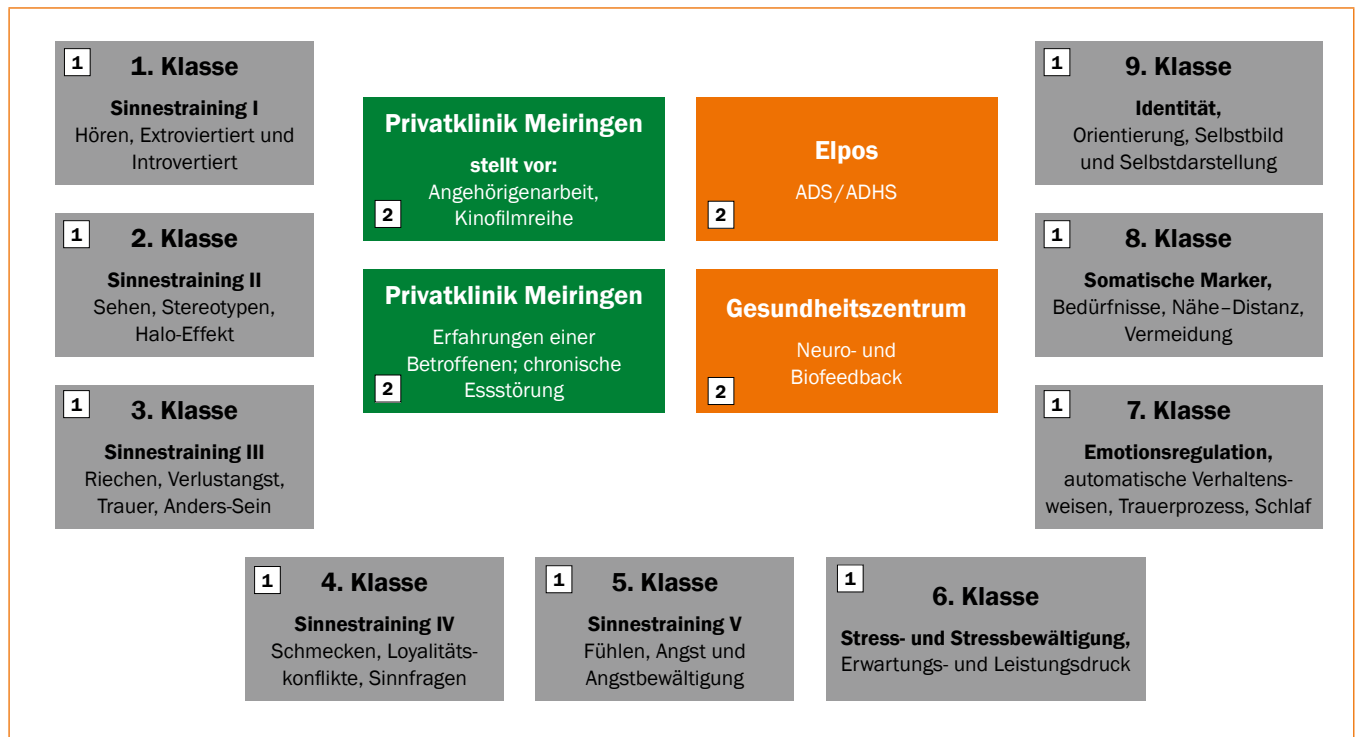 1
1. Klasse
Sinnestraining I
Hören, Extroviertiert und
Introvertiert
1
2. Klasse
Sinnestraining II
Sehen, Stereotypen,
Halo-Effekt
1
3. Klasse
Sinnestraining III
Riechen, Verlustangst,
Trauer, Anders-Sein
Privatklinik Meiringen
stellt vor:
Angehörigenarbeit,
Kinofilmreihe
2
Elpos
ADS/ADHS
2
Privatklinik Meiringen
Erfahrungen einer
Betroffenen; chronische
Essstörung
2
Gesundheitszentrum
Neuro- und
Biofeedback
2
1
9. Klasse
Identität,
Orientierung, Selbstbild
und Selbstdarstellung
1
8. Klasse
Somatische Marker,
Bedürfnisse, Nähe–Distanz,
Vermeidung
1
7. Klasse
Emotionsregulation,
automatische Verhaltens-
weisen, Trauerprozess, Schlaf
1
4. Klasse
Sinnestraining IV
Schmecken, Loyalitäts-
konflikte, Sinnfragen
1
5. Klasse
Sinnestraining V
Fühlen, Angst und
Angstbewältigung
1
6. Klasse
Stress- und Stressbewältigung,
Erwartungs- und Leistungsdruck